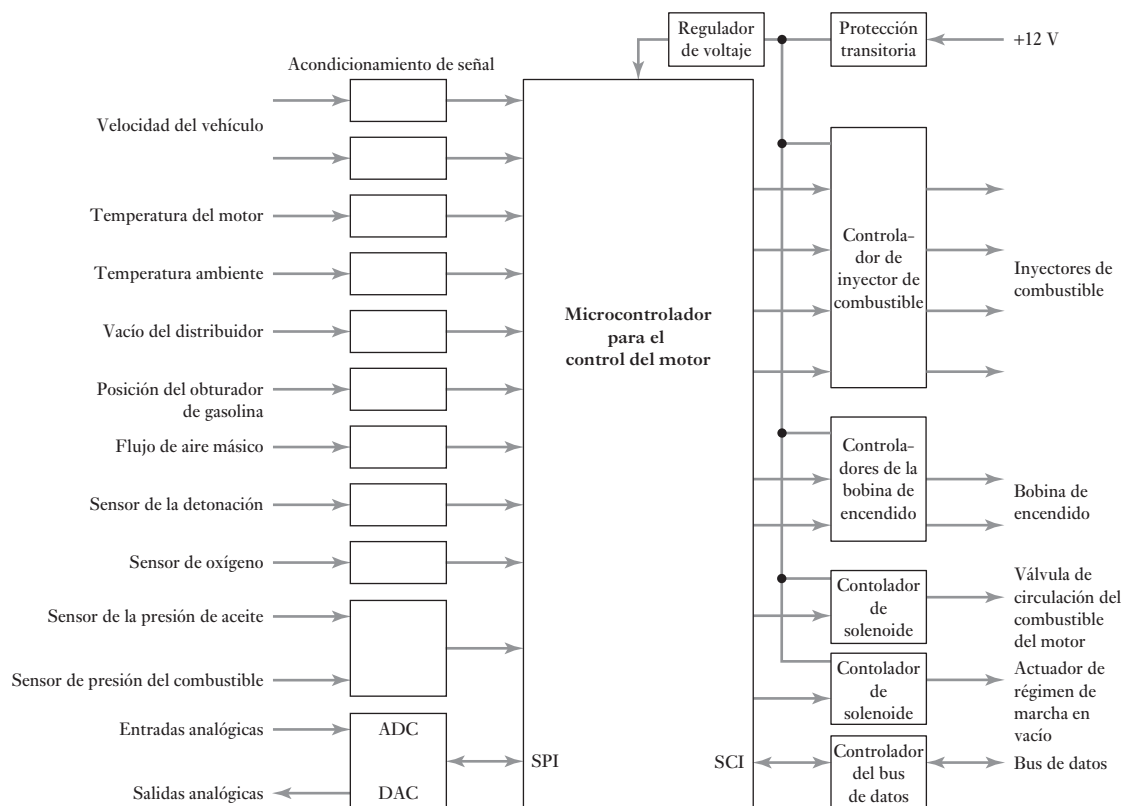 Regulador
de voltaje
Protección
transitoria
+12 V
Acondicionamiento de señal
Velocidad del vehículo
Temperatura del motor
Temperatura ambiente
Vacío del distribuidor
Posición del obturador
de gasolina
Flujo de aire másico
Sensor de la detonación
Sensor de oxígeno
Sensor de la presión de aceite
Sensor de presión del combustible
Entradas analógicas
Salidas analógicas
ADC
DAC
SPI
Microcontrolador
para el
control del motor
SCI
Controla-
dor de
inyector de
combustible
Inyectores de
combustible
Controla-
dores de la
bobina de
encendido
Bobina de
encendido
Contolador
de
solenoide
Válvula de
circulación del
combustible
del motor
Contolador
de
solenoide
Actuador de
régimen de
marcha en
vacío
Controlador
del bus
de datos
Bus de datos